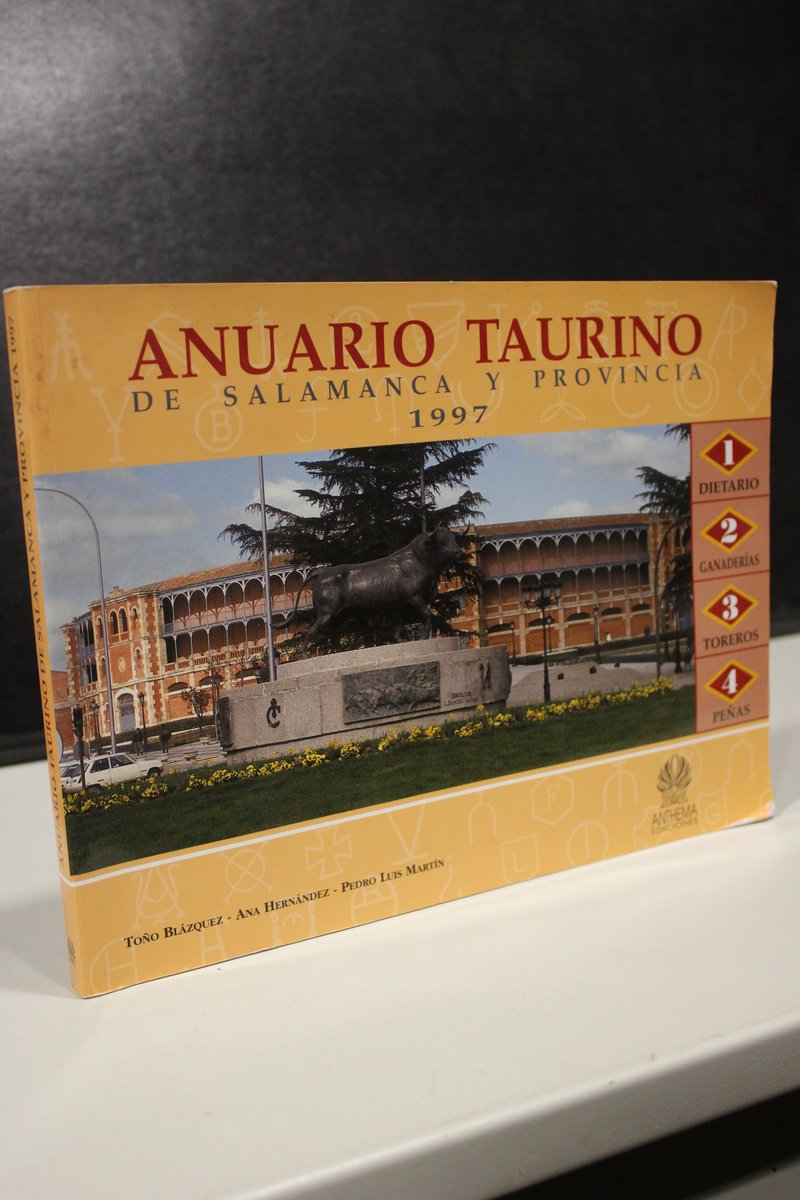 ANUARIO TAURINO DE SALAMANCA Y PROVINCIA 1997
ANUARIO TAURINO
DE SALAMANCA Y PROVINCIA
1997
1
DIETARIO
2
GANADERÍAS
3
TOREROS
4
PEÑAS
ANTHEMA
EDICIONES
TOÑO BLÁZQUEZ - ANA HERNÁNDEZ - PEDRO LUIS MARTÍN